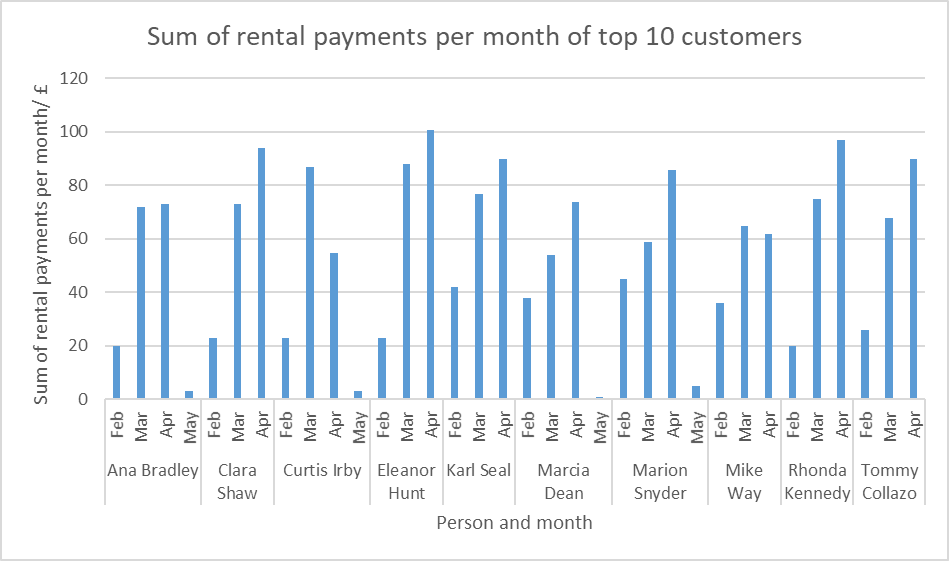 Sum of rental payments per month of top 10 customers
Sum of rental payments per month/ £
120
100
80
60
40
20
0
Feb Mar Apr May Feb Mar Apr Feb Mar Apr May Feb Mar Apr Feb Mar Apr Feb Mar Apr May Feb Mar Apr May Feb Mar Apr Feb Mar Apr Feb Mar Apr
Ana Bradley Clara Shaw Curtis Irby Eleanor Hunt Karl Seal Marcia Dean Marion Snyder Mike Way Rhonda Kennedy Tommy Collazo
Person and month